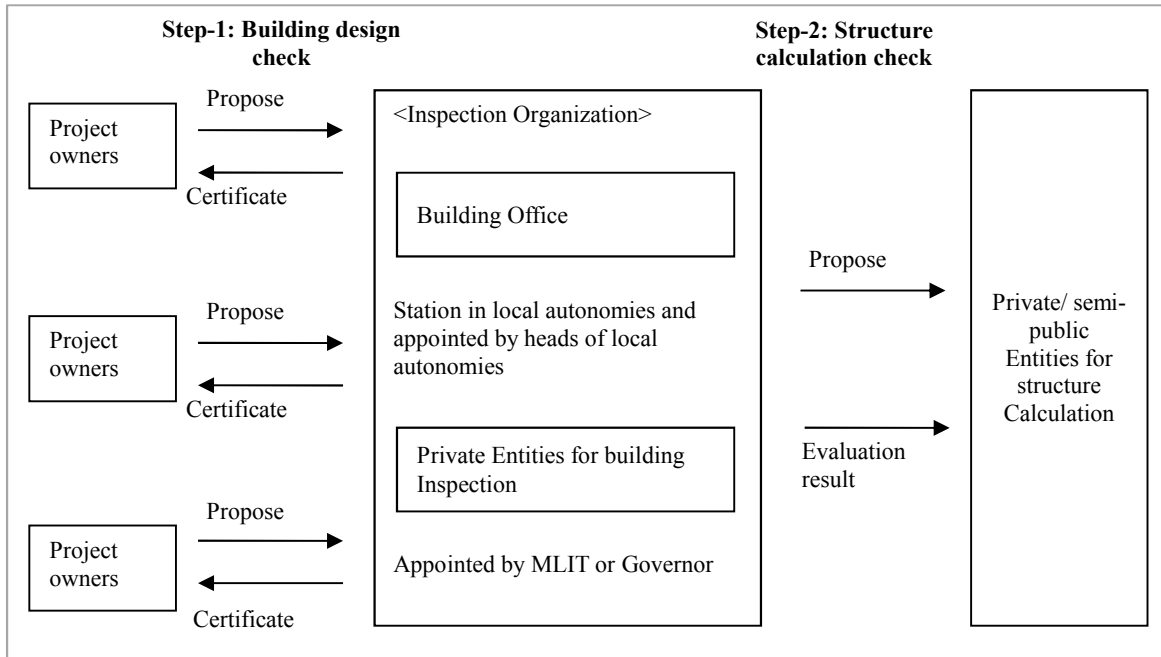 Step-1: Building design
check
Step-2: Structure
calculation check
Project
owners
Propose
Certificate
Project
owners
Propose
Certificate
Project
owners
Propose
Certificate
<Inspection Organization>
Building Office
Station in local autonomies and
appointed by heads of local
autonomies
Private Entities for building
Inspection
Appointed by MLIT or Governor
Propose
Evaluation
result
Private/ semi-
public
Entities for
structure
Calculation